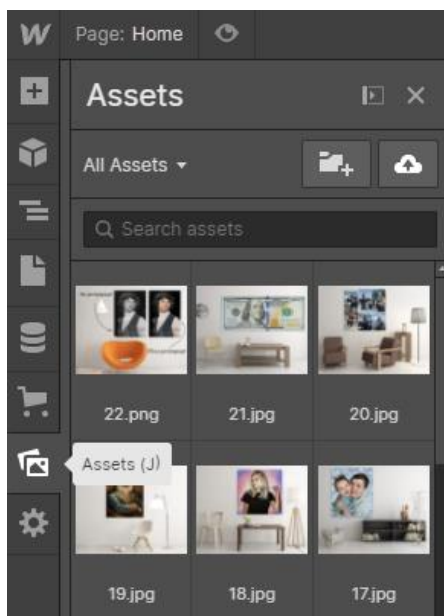 Page: Home
Assets
All Assets
Search assets
22.png
21.jpg
20.jpg
Assets (J)
19.jpg
18.jpg
17.jpg